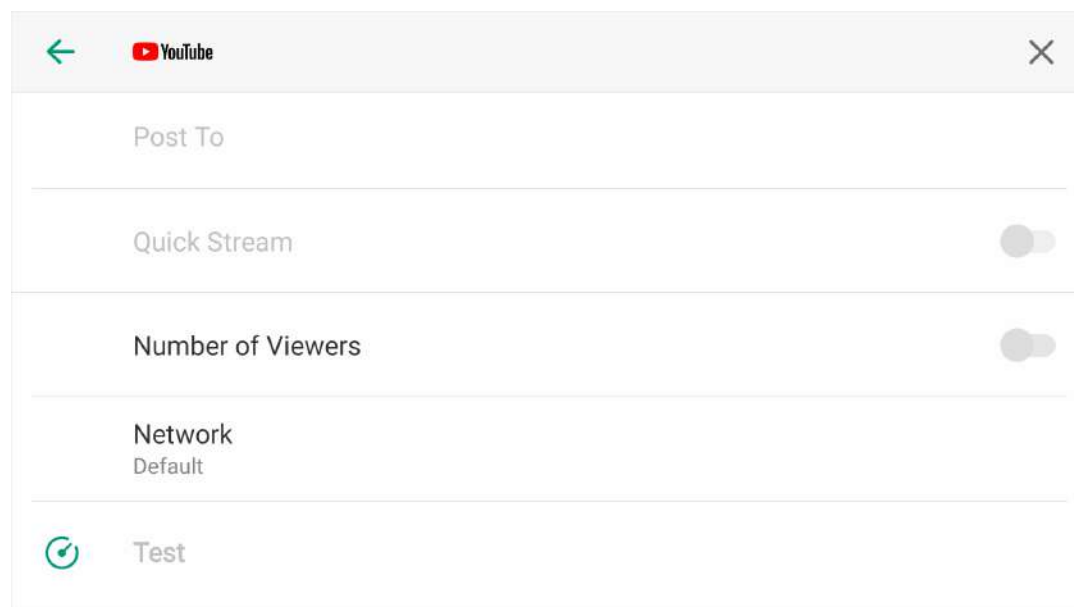 YouTube
Post To
Quick Stream
Number of Viewers
Network
Default
Test